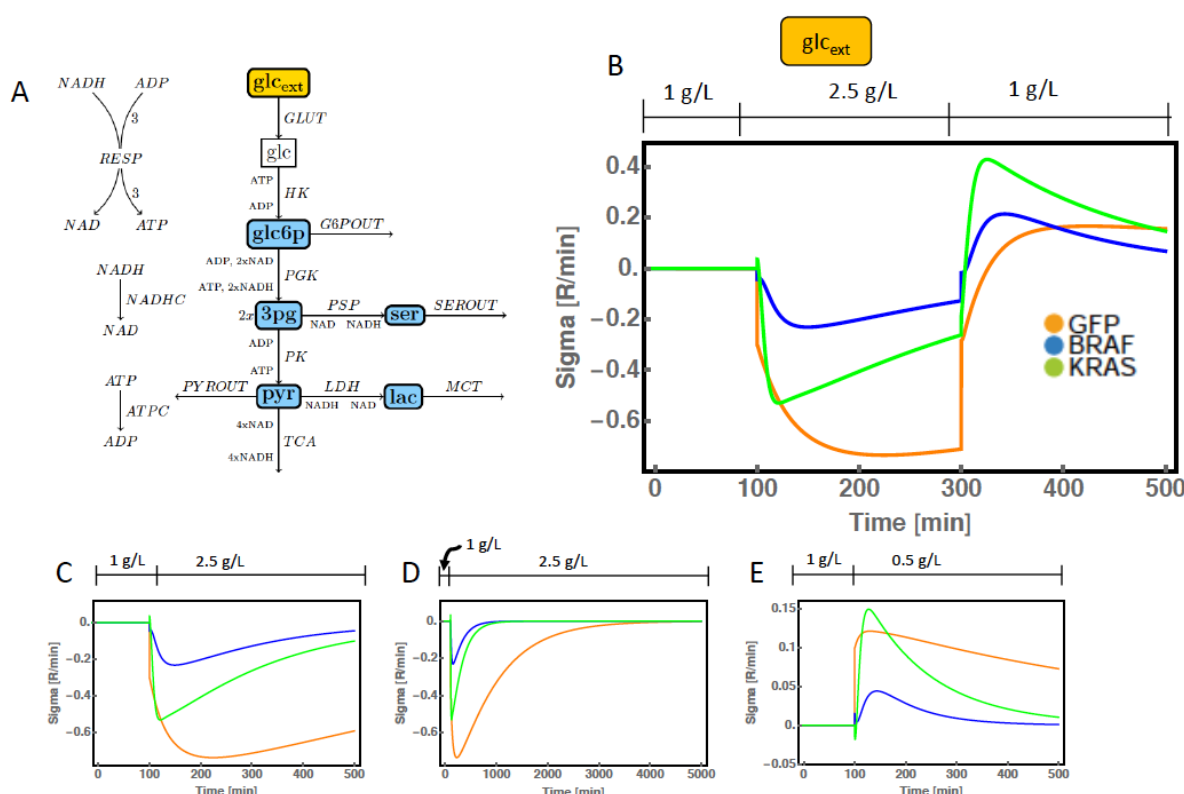 A
NADH ADP
3
RESP
3
NAD ATP
NADH
NADHC
NAD
ATP
ATPC
ADP
glc_ext
GLUT
glc
ATP
HK
ADP
glc6p G6POUT
ADP, 2xNAD
PGK
ATP, 2xNADH
2x 3pg PSP ser SEROUT
NAD NADH
ADP
PK
ATP
PYROUT pyr LDH lac MCT
NADH NAD
4xNAD
TCA
4xNADH
B
glc_ext
1 g/L 2.5 g/L 1 g/L
Sigma [R/min]
0.4
0.2
0.
−0.2
−0.4
−0.6
GFP
BRAF
KRAS
0 100 200 300 400 500
Time [min]
C
1 g/L 2.5 g/L
Sigma [R/min]
0.
−0.2
−0.4
−0.6
0 100 200 300 400 500
Time [min]
D
1 g/L
2.5 g/L
Sigma [R/min]
0.
−0.2
−0.4
−0.6
0 1000 2000 3000 4000 5000
Time [min]
E
1 g/L 0.5 g/L
Sigma [R/min]
0.15
0.10
0.05
0.
−0.05
0 100 200 300 400 500
Time [min]